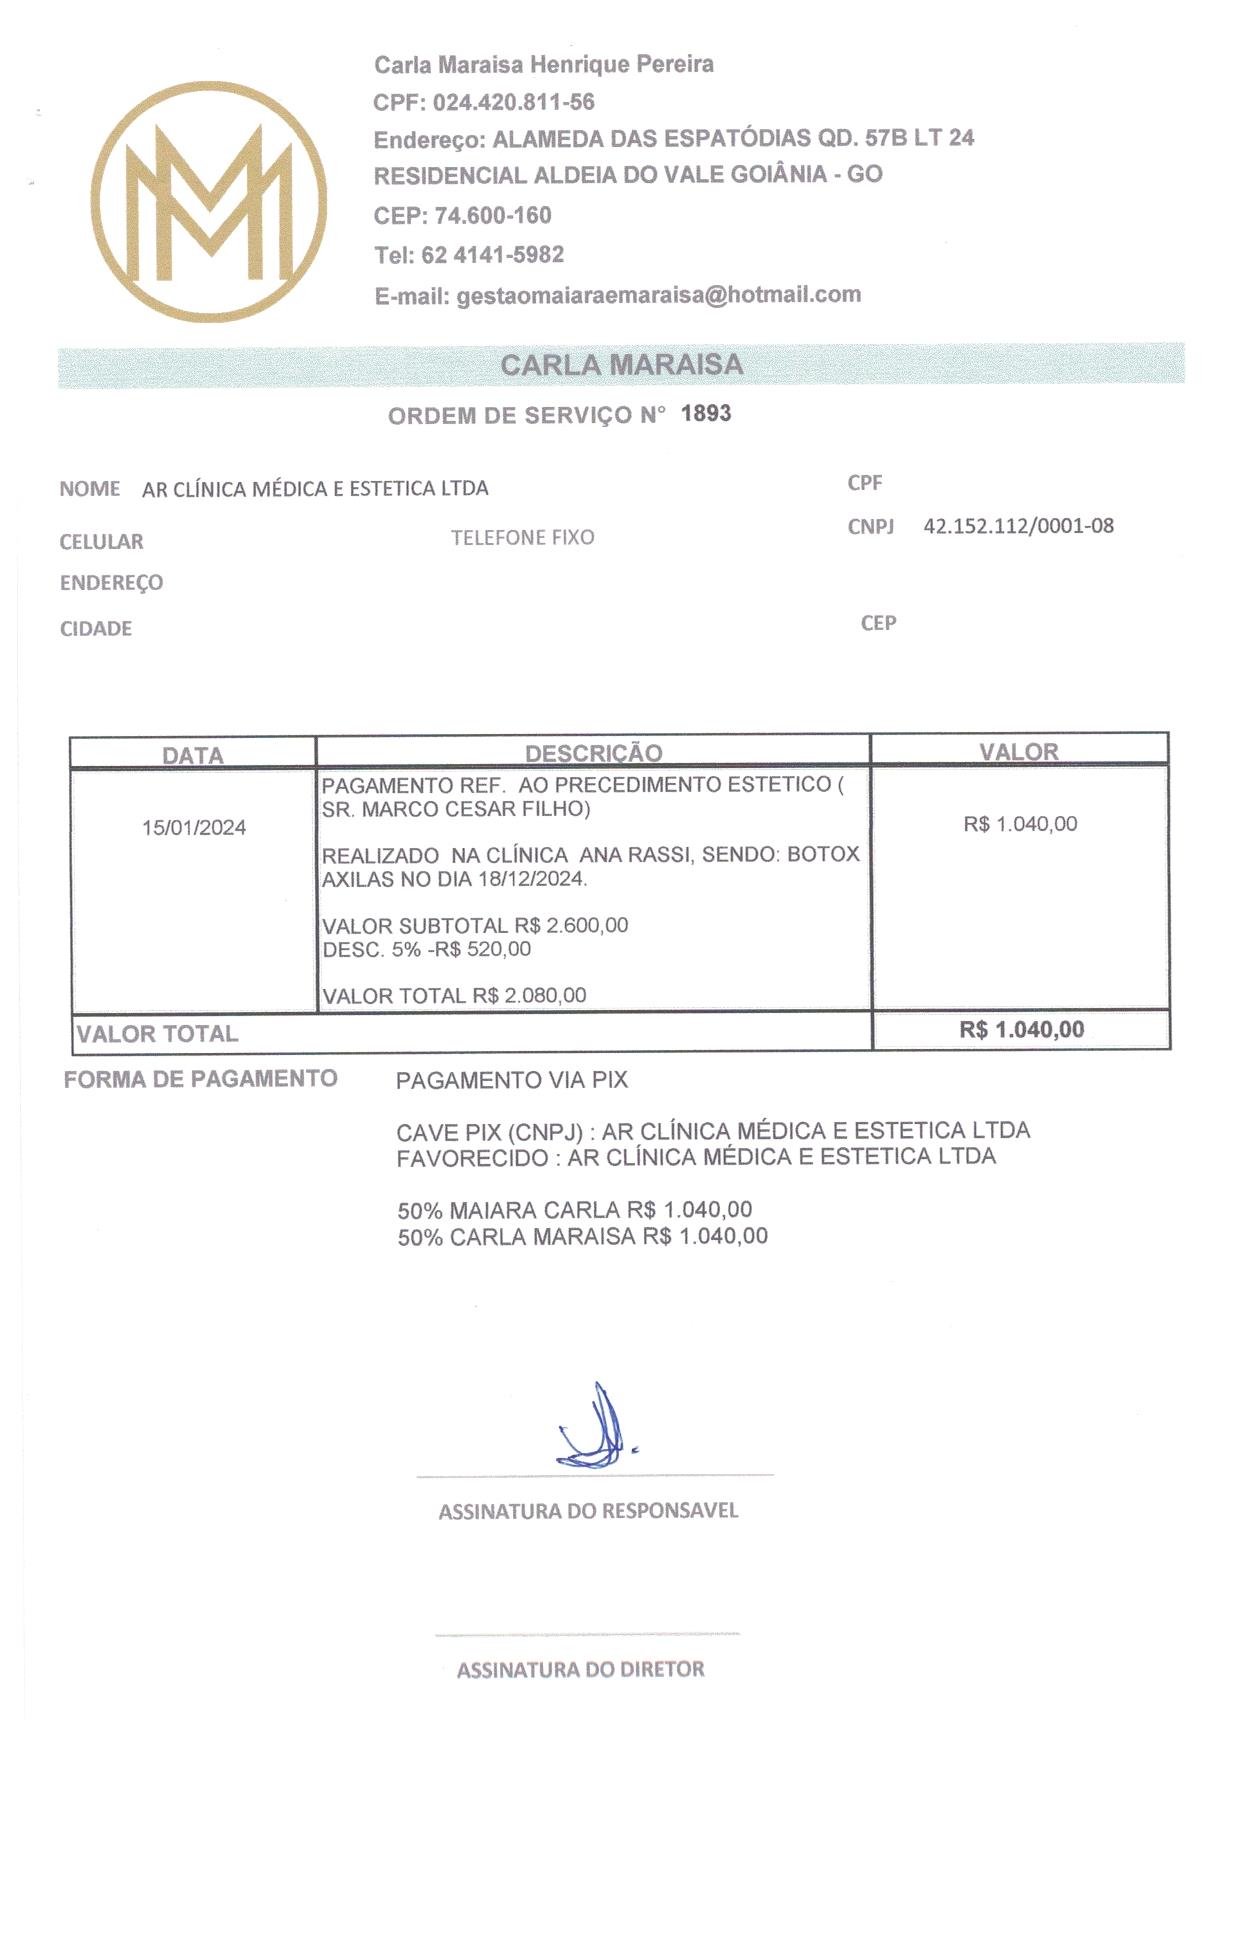 Carla Maraisa Henrique Pereira
CPF: 024.420.811-56
Endereço: ALAMEDA DAS ESPATÓDIAS QD. 57B LT 24
RESIDENCIAL ALDEIA DO VALE GOIÂNIA - GO
CEP: 74.600-160
Tel: 62 4141-5982
E-mail: gestaomaiaraemaraisa@hotmail.com
CARLA MARAISA
ORDEM DE SERVIÇO N° 1893
NOME AR CLÍNICA MÉDICA E ESTETICA LTDA CPF
CELULAR TELEFONE FIXO CNPJ 42.152.112/0001-08
ENDEREÇO
CIDADE CEP
DATA DESCRIÇÃO VALOR
PAGAMENTO REF. AO PRECEDIMENTO ESTETICO (
SR. MARCO CESAR FILHO)
15/01/2024 R$ 1.040,00
REALIZADO NA CLÍNICA ANA RASSI, SENDO: BOTOX
AXILAS NO DIA 18/12/2024.
VALOR SUBTOTAL R$ 2.600,00
DESC. 5% -R$ 520,00
VALOR TOTAL R$ 2.080,00
VALOR TOTAL R$ 1.040,00
FORMA DE PAGAMENTO PAGAMENTO VIA PIX
CAVE PIX (CNPJ) : AR CLÍNICA MÉDICA E ESTETICA LTDA
FAVORECIDO : AR CLÍNICA MÉDICA E ESTETICA LTDA
50% MAIARA CARLA R$ 1.040,00
50% CARLA MARAISA R$ 1.040,00
ASSINATURA DO RESPONSAVEL
ASSINATURA DO DIRETOR